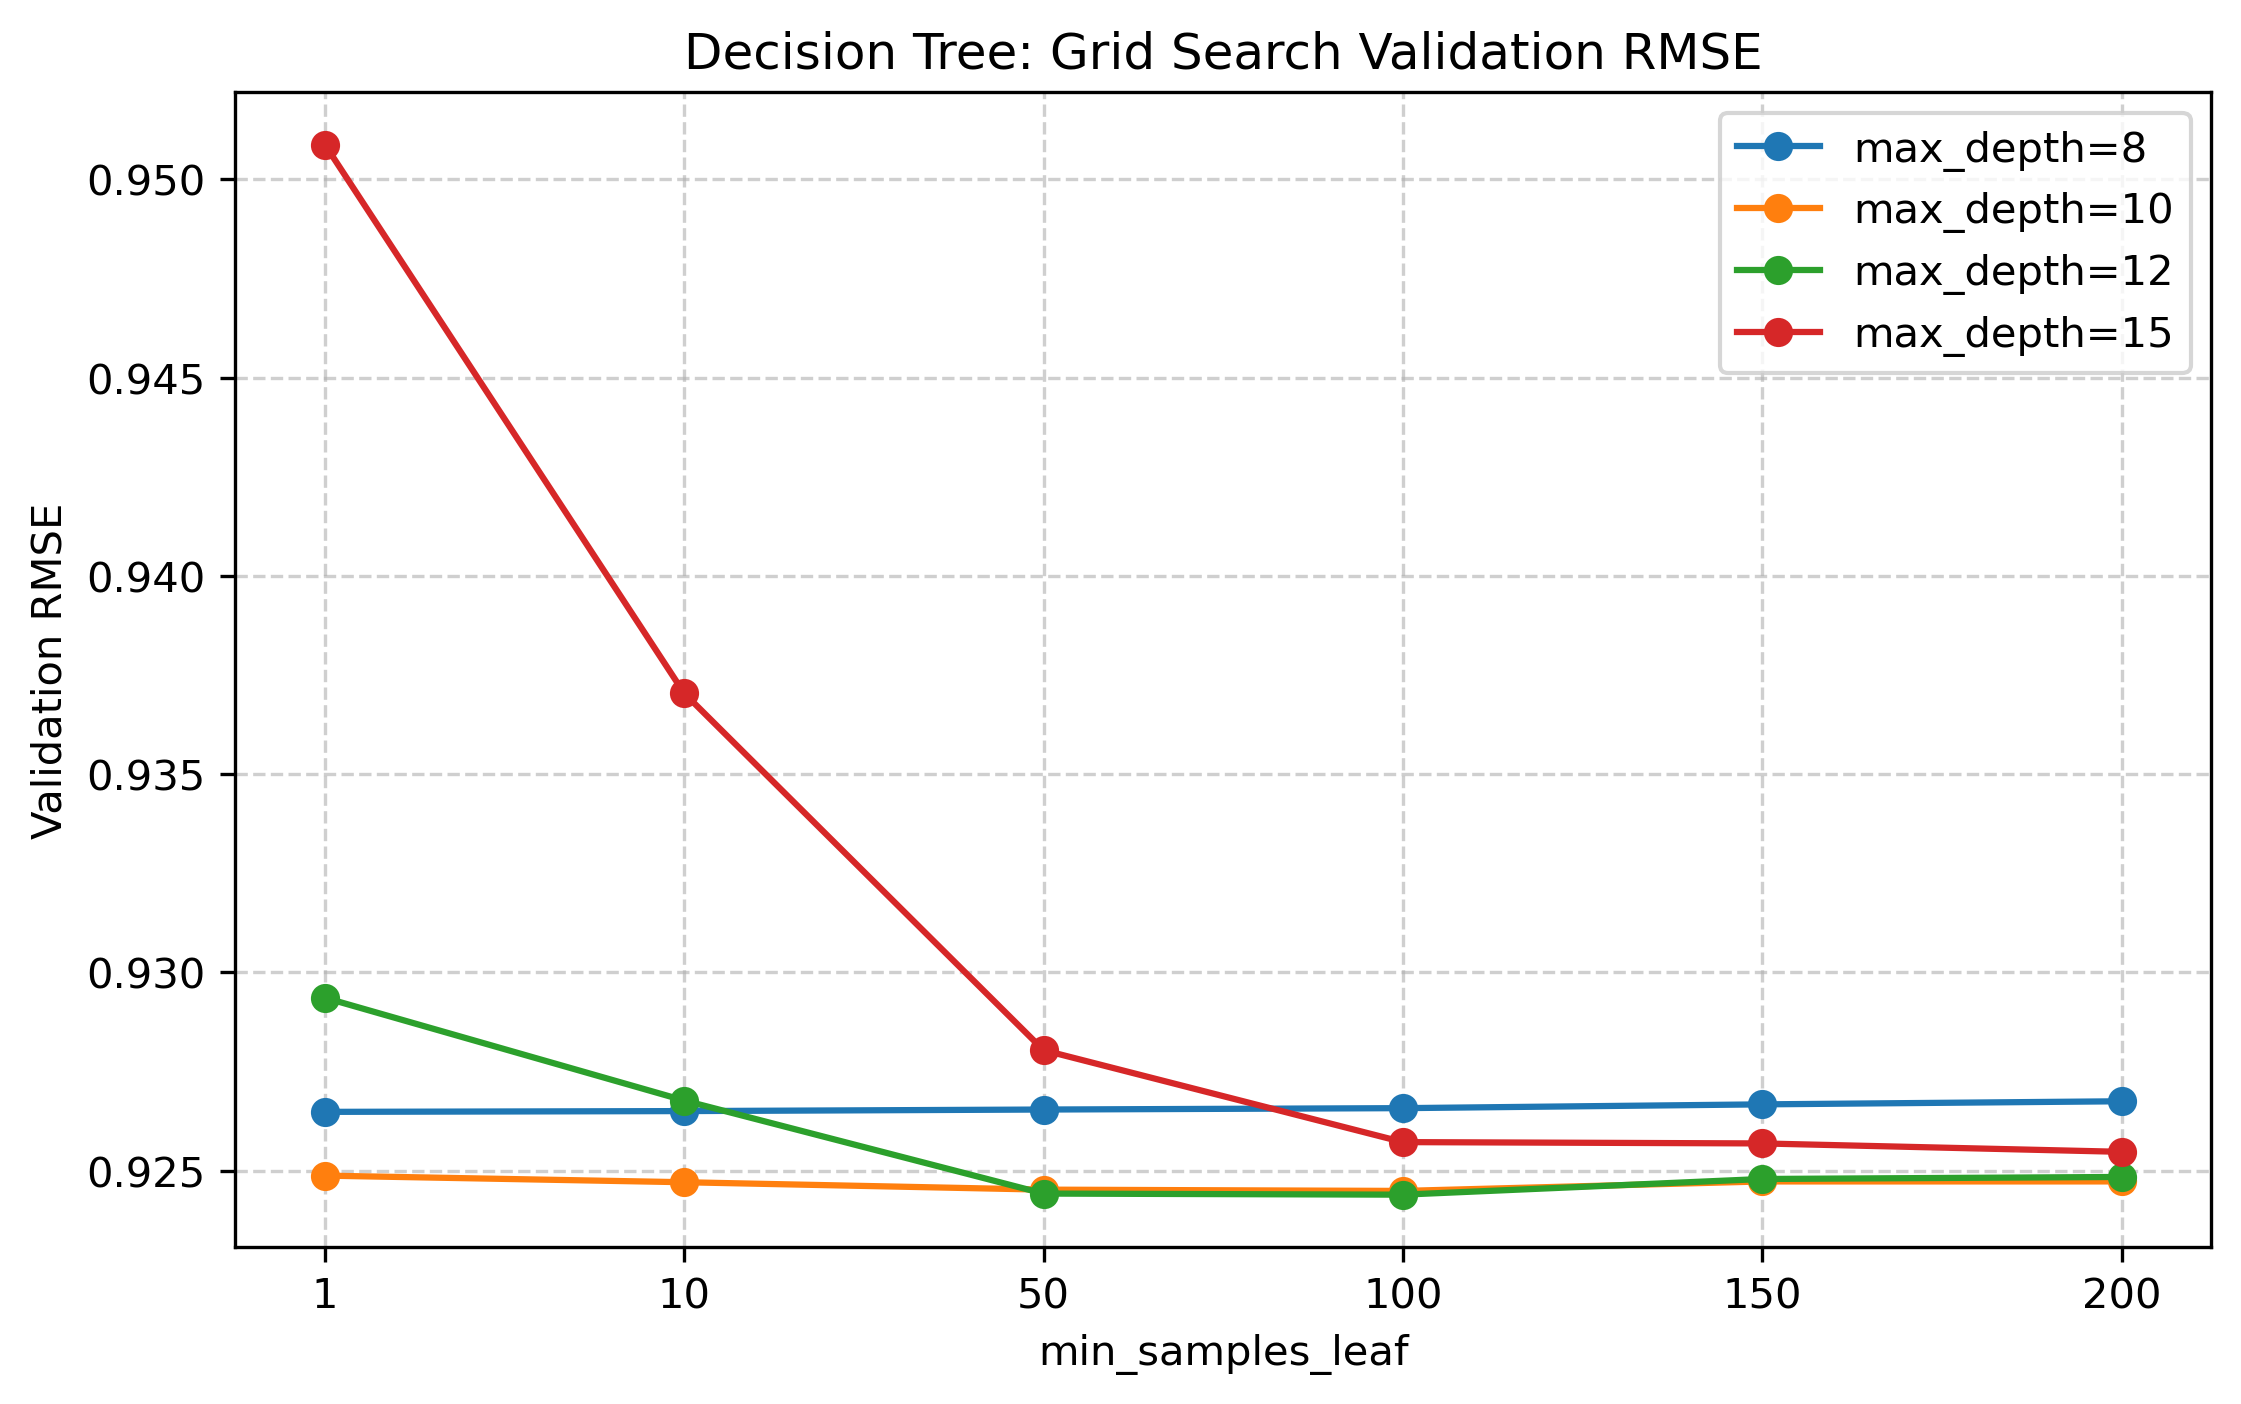 Decision Tree: Grid Search Validation RMSE
max_depth=8
max_depth=10
max_depth=12
max_depth=15
Validation RMSE
0.950
0.945
0.940
0.935
0.930
0.925
1 10 50 100 150 200
min_samples_leaf